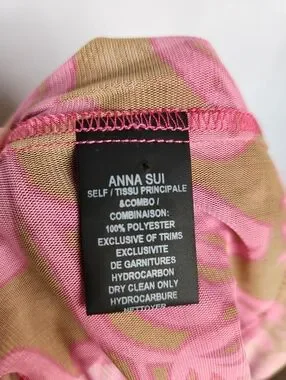 ANNA SUI
SELF / TISSU PRINCIPALE
&COMBO /
COMBINAISON:
100% POLYESTER
EXCLUSIVE OF TRIMS
EXCLUSIVITE
DE GARNITURES
HYDROCARBON
DRY CLEAN ONLY
HYDROCARBURE
NETTOYER